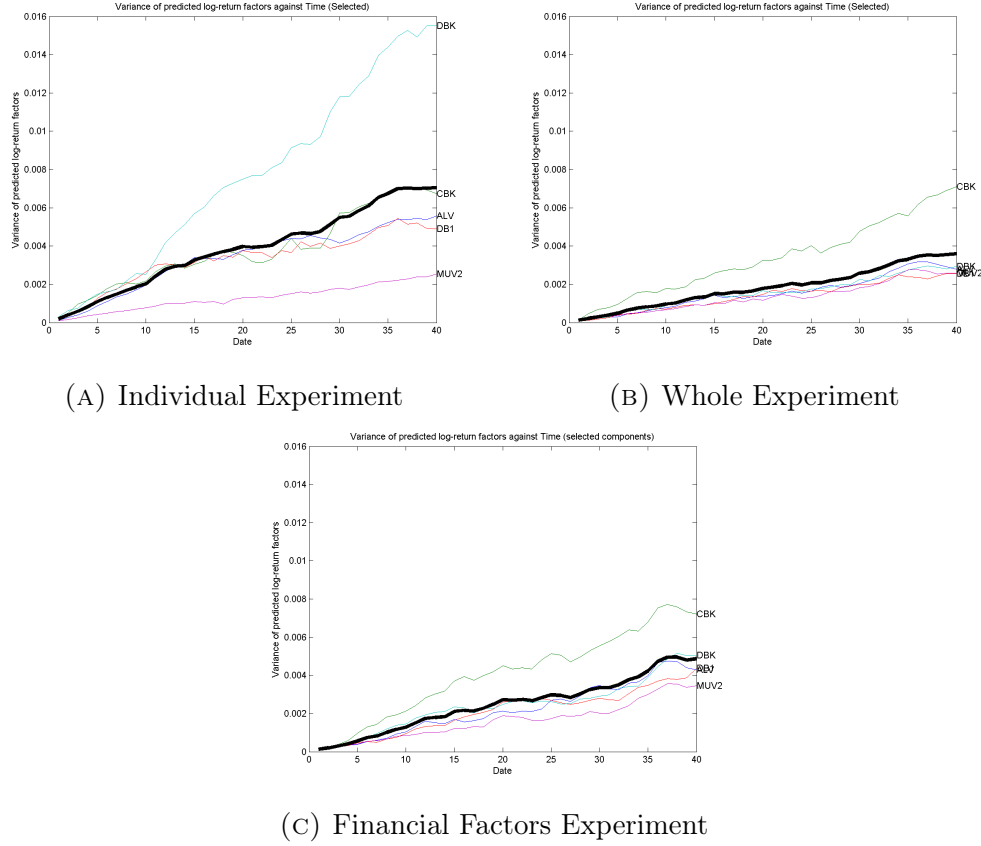 Variance of predicted log-return factors against Time (Selected)
Variance of predicted log-return factors
0.016
0.014
0.012
0.01
0.008
0.006
0.004
0.002
0
0 5 10 15 20 25 30 35 40
Date
DBK
CBK
ALV
DB1
MUV2
(A) Individual Experiment
Variance of predicted log-return factors against Time (Selected)
Variance of predicted log-return factors
0.016
0.014
0.012
0.01
0.008
0.006
0.004
0.002
0
0 5 10 15 20 25 30 35 40
Date
CBK
DBK
MUV2
(B) Whole Experiment
Variance of predicted log-return factors against Time (selected components)
Variance of predicted log-return factors
0.016
0.014
0.012
0.01
0.008
0.006
0.004
0.002
0
0 5 10 15 20 25 30 35 40
Date
CBK
DBK
DB1
ALV
MUV2
(C) Financial Factors Experiment